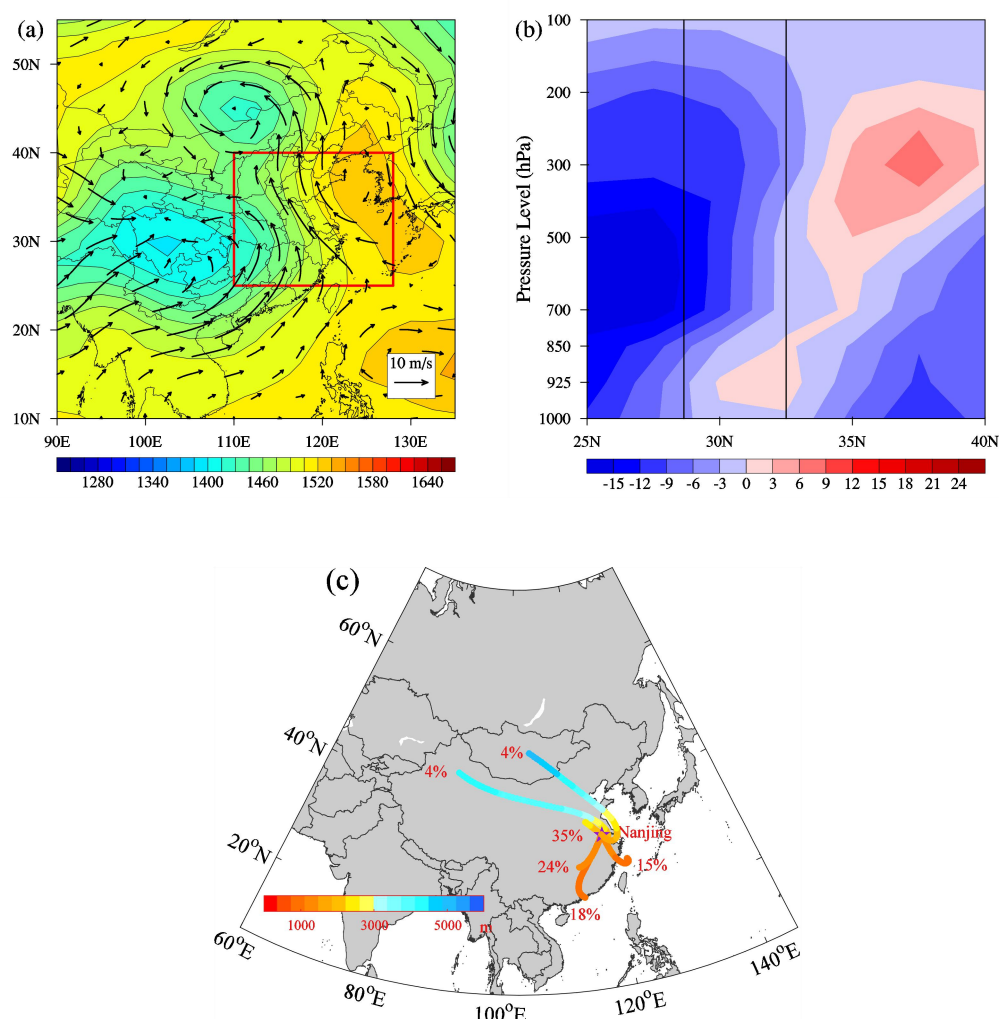 (a)
50N
40N
30N
20N
10N
90E 100E 110E 120E 130E
10 m/s
1280 1340 1400 1460 1520 1580 1640
(b)
Pressure Level (hPa)
100
200
300
500
700
850
925
1000
25N 30N 35N 40N
-15 -12 -9 -6 -3 0 3 6 9 12 15 18 21 24
(c)
60°N
40°N
20°N
60°E
80°E
100°E
120°E
140°E
4%
4%
35%
Nanjing
24%
15%
18%
1000 3000 5000 m